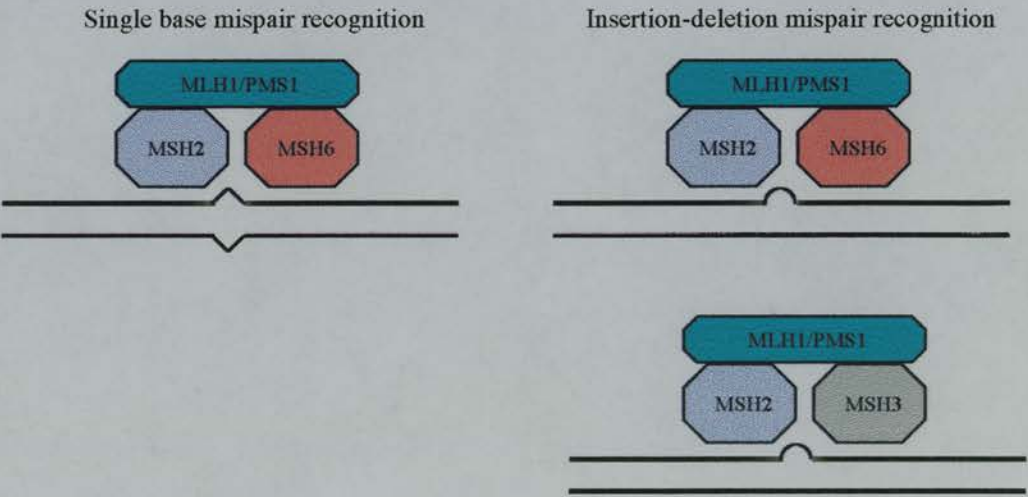 Single base mispair recognition
Insertion-deletion mispair recognition
MLH1/PMS1
MSH2 MSH6
MLH1/PMS1
MSH2 MSH6
MLH1/PMS1
MSH2 MSH3